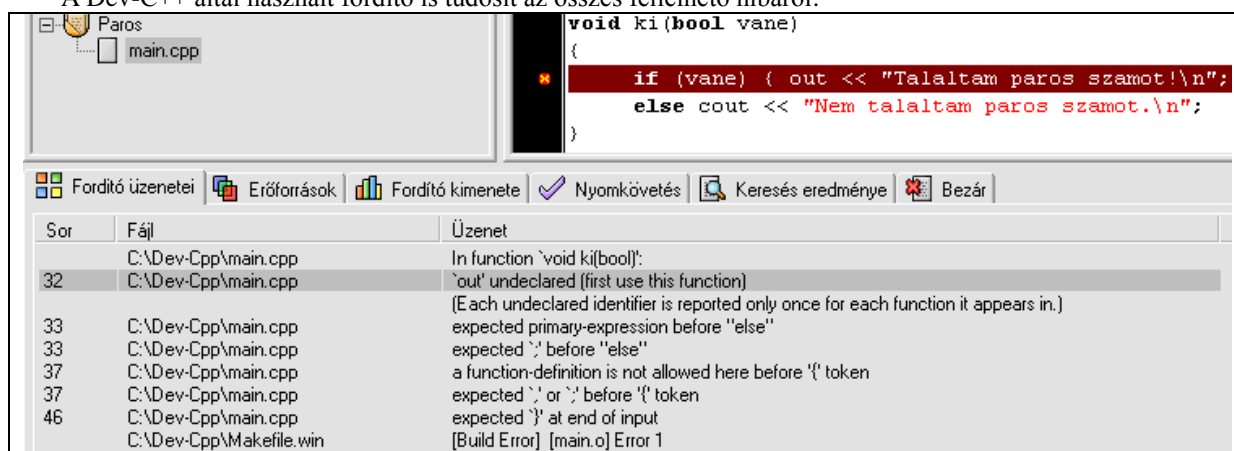 A Dev-C++ által használt fordító is tudósít az összes fellelhető hibáról:
Paros
main.cpp
void ki(bool vane)
{
if (vane) { out << "Talaltam paros szamot!\n";
else cout << "Nem talaltam paros szamot.\n";
}
Fordító üzenetei Erőforrások Fordító kimenete Nyomkövetés Keresés eredménye Bezár
Sor Fájl Üzenet
C:\Dev-Cpp\main.cpp In function `void ki(bool)':
32 C:\Dev-Cpp\main.cpp `out' undeclared (first use this function)
(Each undeclared identifier is reported only once for each function it appears in.)
33 C:\Dev-Cpp\main.cpp expected primary-expression before "else"
33 C:\Dev-Cpp\main.cpp expected `;' before "else"
37 C:\Dev-Cpp\main.cpp a function-definition is not allowed here before '{' token
37 C:\Dev-Cpp\main.cpp expected `,' or `;' before '{' token
46 C:\Dev-Cpp\main.cpp expected `}' at end of input
C:\Dev-Cpp\Makefile.win [Build Error] [main.o] Error 1